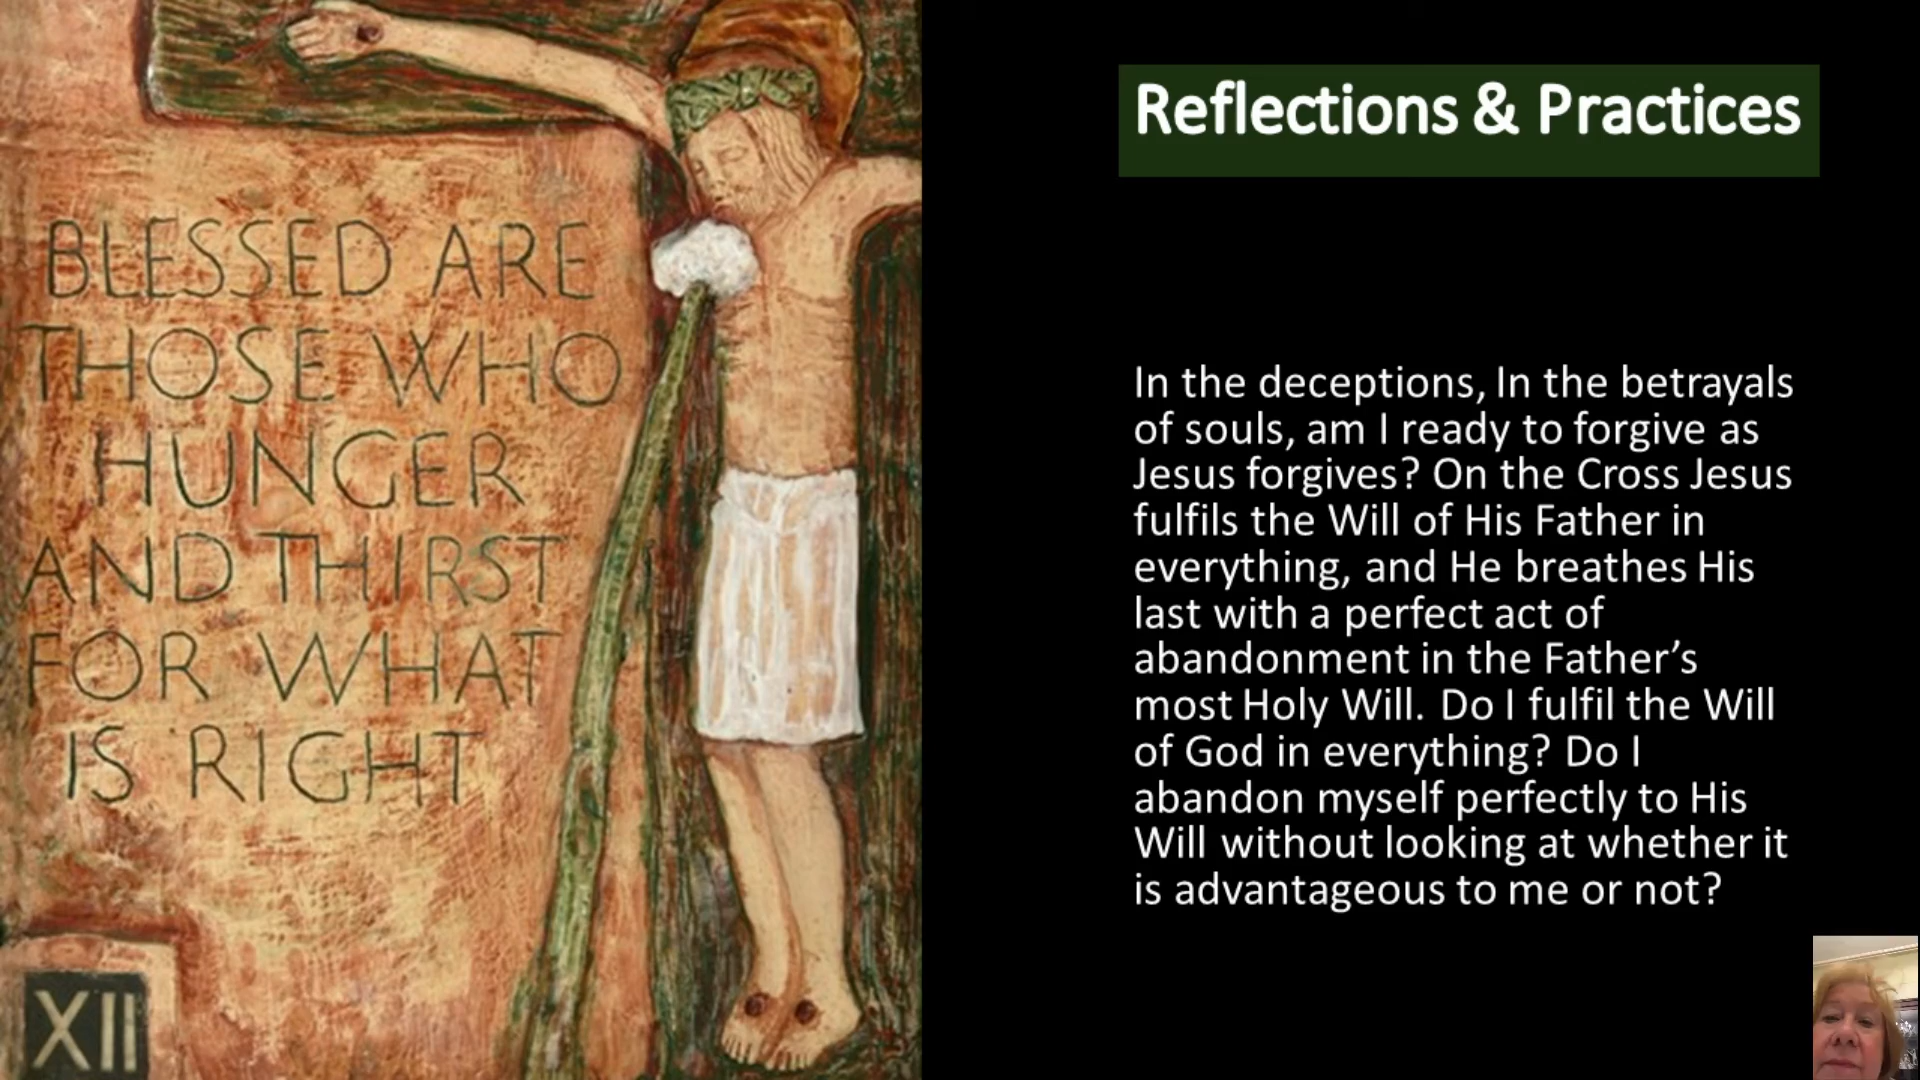 BLESSED ARE
THOSE WHO
HUNGER
AND THIRST
FOR WHAT
IS RIGHT
XII
Reflections & Practices
In the deceptions, In the betrayals
of souls, am I ready to forgive as
Jesus forgives? On the Cross Jesus
fulfils the Will of His Father in
everything, and He breathes His
last with a perfect act of
abandonment in the Father’s
most Holy Will. Do I fulfil the Will
of God in everything? Do I
abandon myself perfectly to His
Will without looking at whether it
is advantageous to me or not?